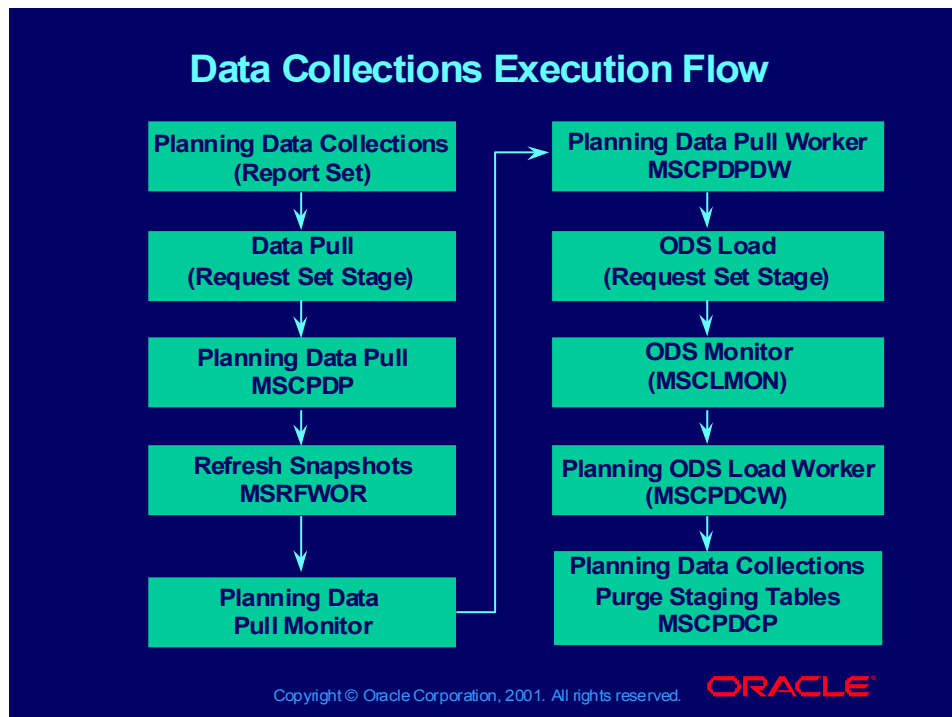 Data Collections Execution Flow
Planning Data Collections
(Report Set)
Data Pull
(Request Set Stage)
Planning Data Pull
MSCPDP
Refresh Snapshots
MSRFWOR
Planning Data
Pull Monitor
Planning Data Pull Worker
MSCPDPDW
ODS Load
(Request Set Stage)
ODS Monitor
(MSCLMON)
Planning ODS Load Worker
(MSCPDCW)
Planning Data Collections
Purge Staging Tables
MSCPDCP
Copyright © Oracle Corporation, 2001. All rights reserved.
ORACLE®